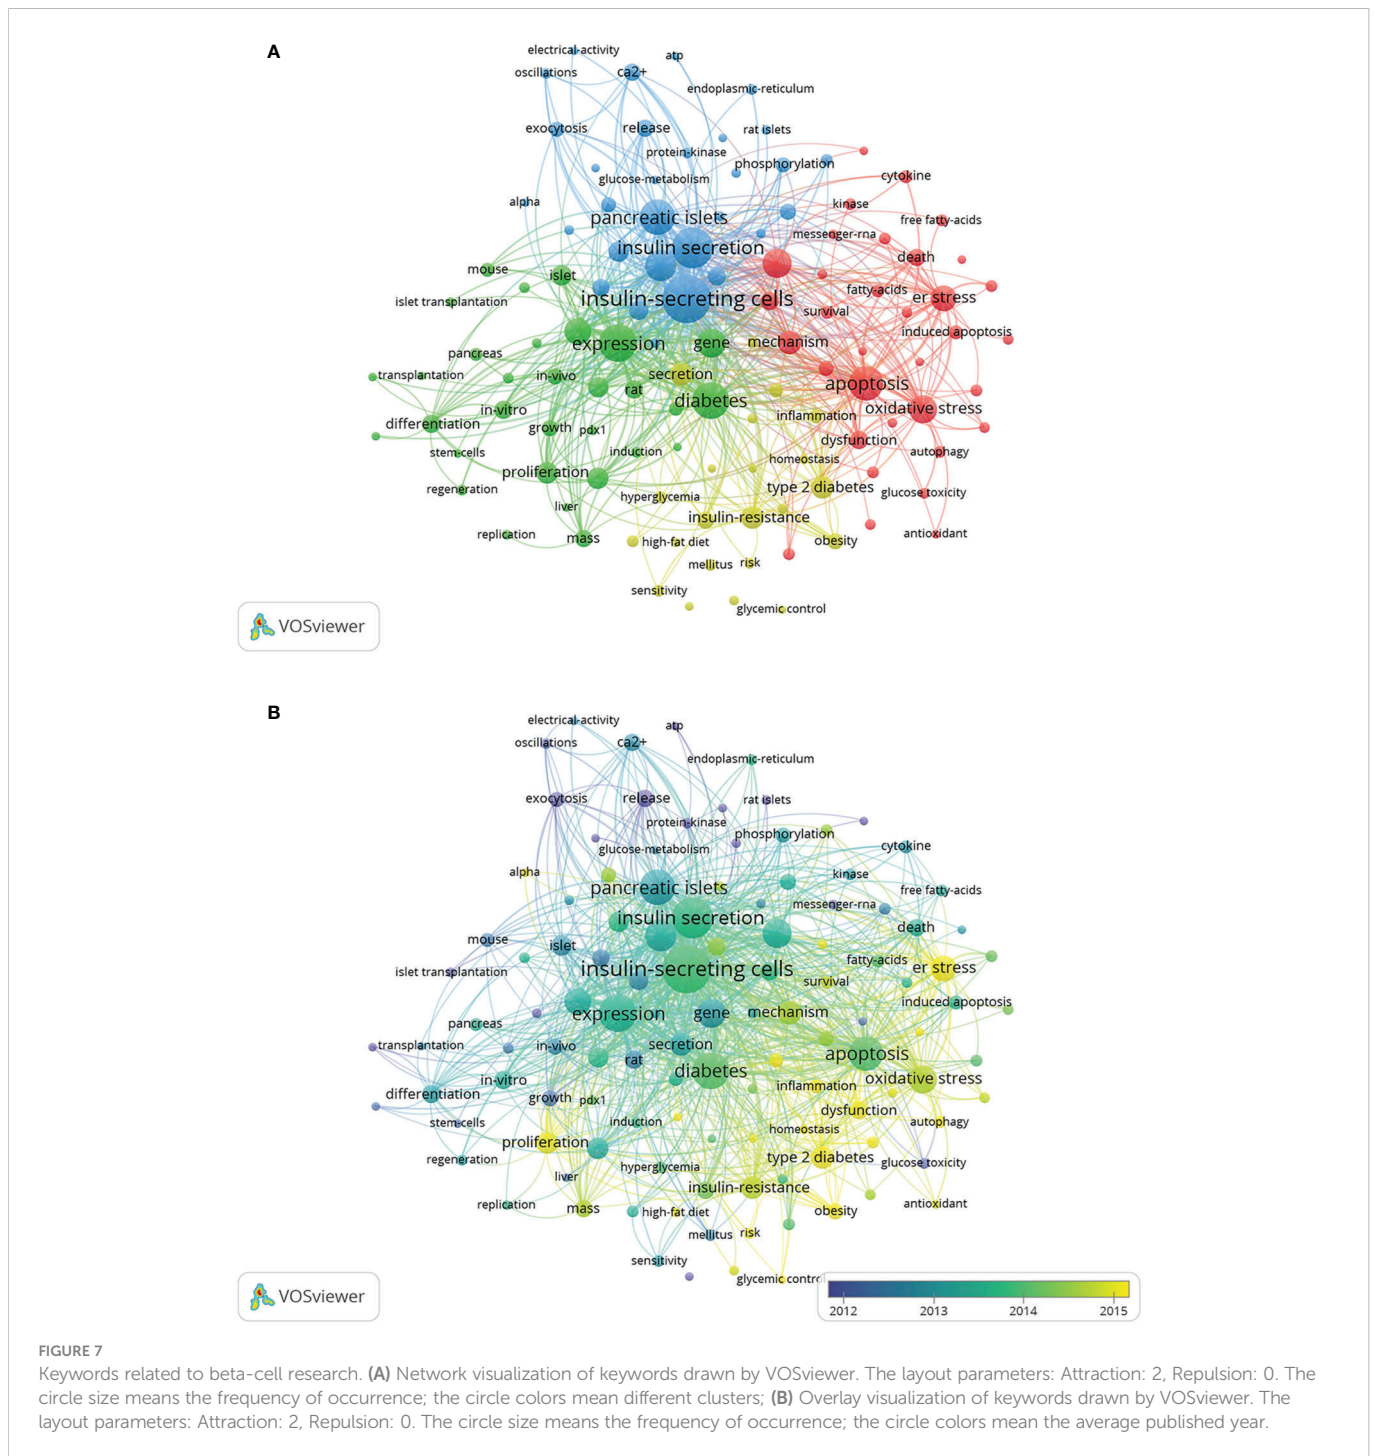 A
electrical-activity
atp
oscillations
ca2+
endoplasmic-reticulum
exocytosis
release
rat islets
protein-kinase
phosphorylation
glucose-metabolism
cytokine
alpha
kinase
pancreatic islets
free fatty-acids
messenger-rna
insulin secretion
death
mouse
islet
fatty-acids
er stress
islet transplantation
insulin-secreting cells
survival
induced apoptosis
expression
gene
mechanism
pancreas
transplantation
in-vivo
secretion
apoptosis
rat
diabetes
in-vitro
oxidative stress
inflammation
differentiation
growth
pdx1
dysfunction
stem-cells
induction
autophagy
homeostasis
proliferation
regeneration
hyperglycemia
type 2 diabetes
glucose toxicity
liver
insulin-resistance
replication
mass
high-fat diet
obesity
antioxidant
mellitus
risk
sensitivity
glycemic control
VOSviewer
B
electrical-activity
atp
oscillations
ca2+
endoplasmic-reticulum
exocytosis
release
rat islets
protein-kinase
phosphorylation
glucose-metabolism
cytokine
alpha
kinase
pancreatic islets
free fatty-acids
messenger-rna
insulin secretion
death
mouse
islet
fatty-acids
er stress
islet transplantation
insulin-secreting cells
survival
induced apoptosis
expression
gene
mechanism
pancreas
transplantation
in-vivo
secretion
apoptosis
rat
diabetes
in-vitro
oxidative stress
inflammation
differentiation
growth
pdx1
dysfunction
stem-cells
induction
autophagy
homeostasis
proliferation
regeneration
hyperglycemia
type 2 diabetes
glucose toxicity
liver
insulin-resistance
replication
mass
high-fat diet
obesity
antioxidant
mellitus
risk
sensitivity
glycemic control
VOSviewer
2012 2013 2014 2015
FIGURE 7
Keywords related to beta-cell research. (A) Network visualization of keywords drawn by VOSviewer. The layout parameters: Attraction: 2, Repulsion: 0. The
circle size means the frequency of occurrence; the circle colors mean different clusters; (B) Overlay visualization of keywords drawn by VOSviewer. The
layout parameters: Attraction: 2, Repulsion: 0. The circle size means the frequency of occurrence; the circle colors mean the average published year.